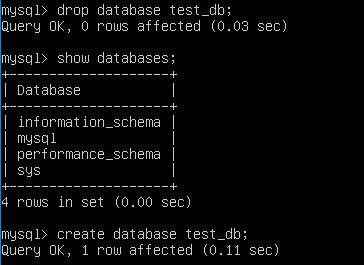 mysql> drop database test_db;
Query OK, 0 rows affected (0.03 sec)
mysql> show databases;
+--------------------+
| Database           |
+--------------------+
| information_schema |
| mysql              |
| performance_schema |
| sys                |
+--------------------+
4 rows in set (0.00 sec)
mysql> create database test_db;
Query OK, 1 row affected (0.11 sec)